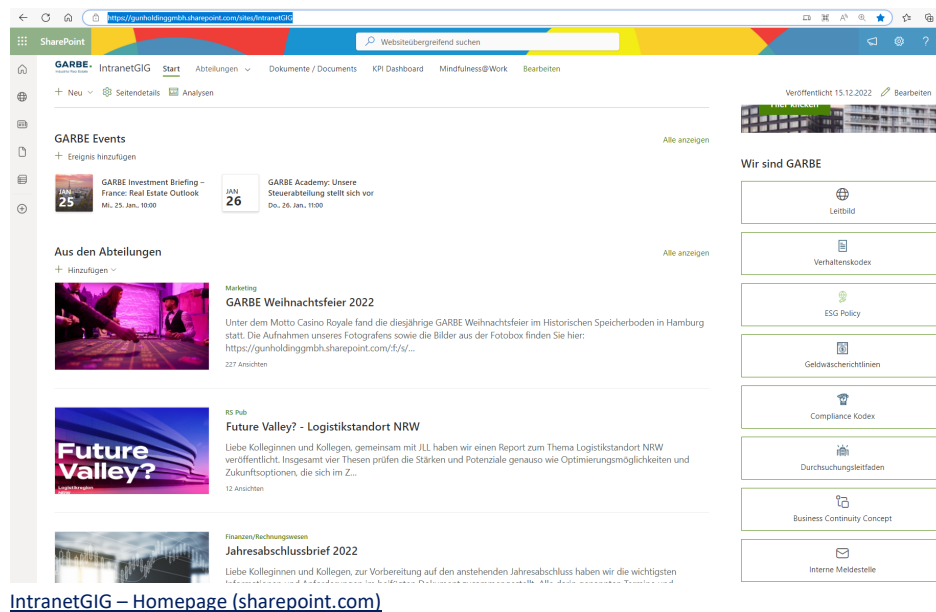 https://gunholdinggmbh.sharepoint.com/sites/IntranetGIG
SharePoint
Websiteübergreifend suchen
GARBE.
IntranetGIG Start Abteilungen Dokumente / Documents KPI Dashboard Mindfulness@Work Bearbeiten
+ Neu Seitendetails Analysen
Veröffentlicht 15.12.2022 Bearbeiten
Hier klicken
GARBE Events
Alle anzeigen
+ Ereignis hinzufügen
JAN
25
GARBE Investment Briefing –
France: Real Estate Outlook
Mi., 25. Jan., 10:00
JAN
26
GARBE Academy: Unsere
Steuerabteilung stellt sich vor
Do., 26. Jan., 11:00
Aus den Abteilungen
Alle anzeigen
+ Hinzufügen
Marketing
GARBE Weihnachtsfeier 2022
Unter dem Motto Casino Royale fand die diesjährige GARBE Weihnachtsfeier im Historischen Speicherboden in Hamburg
statt. Die Aufnahmen unseres Fotografens sowie die Bilder aus der Fotobox finden Sie hier:
https://gunholdinggmbh.sharepoint.com/:f:/s/...
227 Ansichten
Future
Valley?
Logistikregion
NRW
RS Pub
Future Valley? - Logistikstandort NRW
Liebe Kolleginnen und Kollegen, gemeinsam mit JLL haben wir einen Report zum Thema Logistikstandort NRW
veröffentlicht. Insgesamt vier Thesen prüfen die Stärken und Potenziale genauso wie Optimierungsmöglichkeiten und
Zukunftsoptionen, die sich im Z...
12 Ansichten
Finanzen/Rechnungswesen
Jahresabschlussbrief 2022
Liebe Kolleginnen und Kollegen, zur Vorbereitung auf den anstehenden Jahresabschluss haben wir die wichtigsten
Wir sind GARBE
Leitbild
Verhaltenskodex
ESG Policy
Geldwäscherichtlinien
Compliance Kodex
Durchsuchungsleitfaden
Business Continuity Concept
Interne Meldestelle
IntranetGIG – Homepage (sharepoint.com)